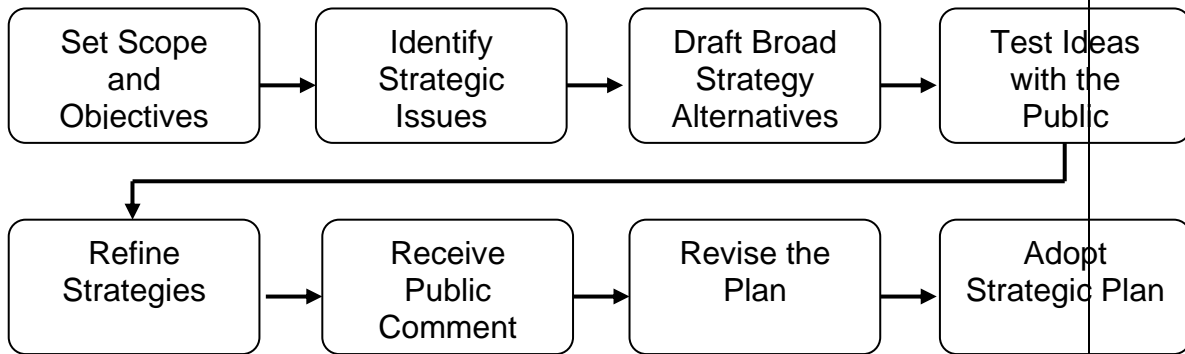 Set Scope
and
Objectives
Identify
Strategic
Issues
Draft Broad
Strategy
Alternatives
Test Ideas
with the
Public
Refine
Strategies
Receive
Public
Comment
Revise the
Plan
Adopt
Strategic Plan